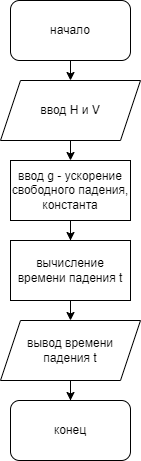 начало
ввод H и V
ввод g - ускорение
свободного падения,
константа
вычисление
времени падения t
вывод времени
падения t
конец